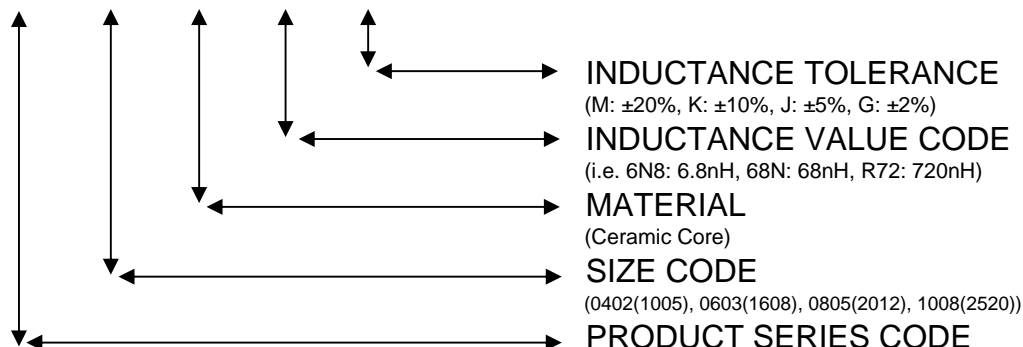 INDUCTANCE TOLERANCE
(M: ±20%, K: ±10%, J: ±5%, G: ±2%)
INDUCTANCE VALUE CODE
(i.e. 6N8: 6.8nH, 68N: 68nH, R72: 720nH)
MATERIAL
(Ceramic Core)
SIZE CODE
(0402(1005), 0603(1608), 0805(2012), 1008(2520))
PRODUCT SERIES CODE